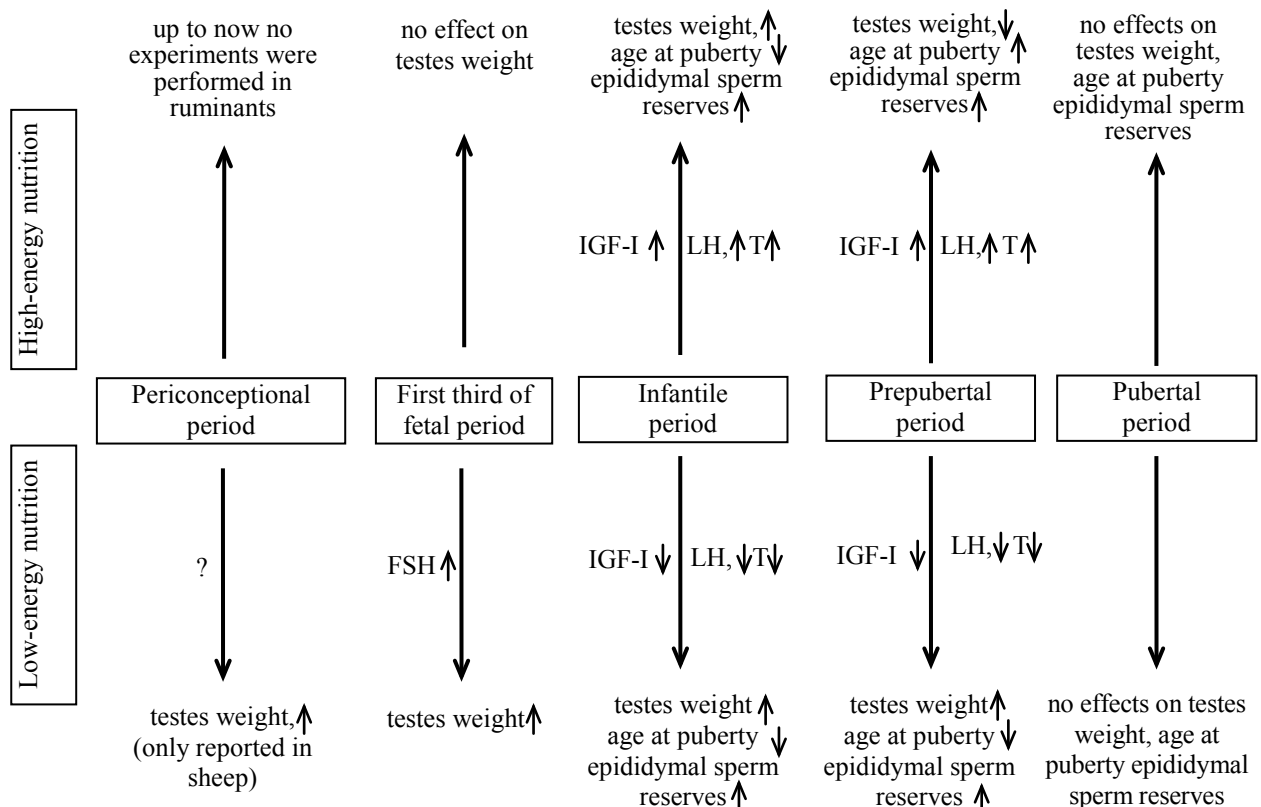 up to now no
experiments were
performed in
ruminants
no effect on
testes weight
testes weight, ↑
age at puberty ↓
epididymal sperm
reserves ↑
testes weight, ↓
age at puberty ↑
epididymal sperm
reserves ↑
no effects on
testes weight,
age at puberty
epididymal sperm
reserves
High-energy nutrition
IGF-I ↑ LH, ↑ T ↑
IGF-I ↑ LH, ↑ T ↑
Periconceptional
period
First third of
fetal period
Infantile
period
Prepubertal
period
Pubertal
period
Low-energy nutrition
?
FSH ↑
IGF-I ↓ LH, ↓ T ↓
IGF-I ↓ LH, ↓ T ↓
testes weight, ↑
(only reported in
sheep)
testes weight ↑
testes weight ↑
age at puberty ↓
epididymal sperm
reserves ↑
testes weight ↑
age at puberty ↓
epididymal sperm
reserves ↑
no effects on testes
weight, age at
puberty epididymal
sperm reserves